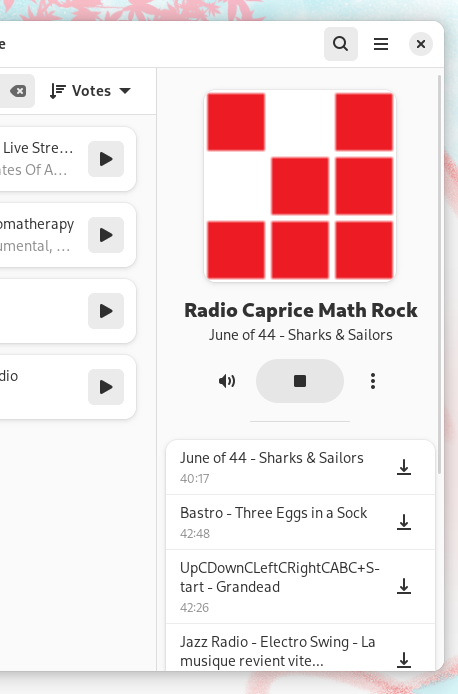 e
Votes
Live Stre...
ates Of A...
omatherapy
umental, ...
dio
Radio Caprice Math Rock
June of 44 - Sharks & Sailors
June of 44 - Sharks & Sailors
40:17
Bastro - Three Eggs in a Sock
42:48
UpCDownCLeftCRightCABC+S-
tart - Grandead
42:26
Jazz Radio - Electro Swing - La
musique revient vite...